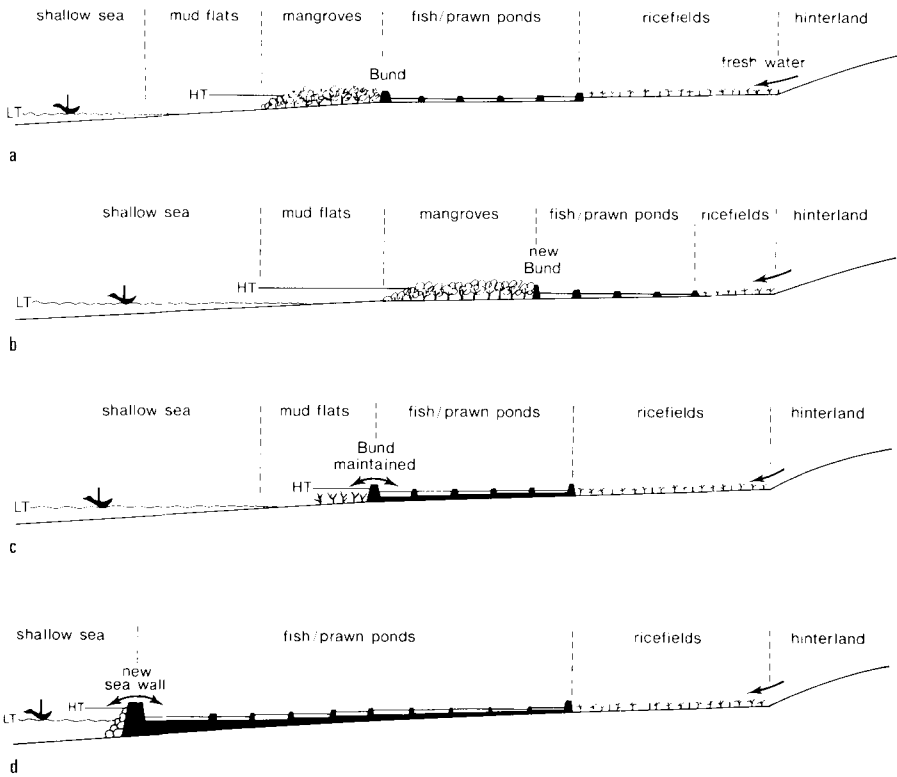 shallow sea mud flats mangroves fish/prawn ponds ricefields hinterland
Bund
fresh water
HT
LT
a
shallow sea mud flats mangroves fish/prawn ponds ricefields hinterland
new
Bund
HT
LT
b
shallow sea mud flats fish/prawn ponds ricefields hinterland
Bund
maintained
HT
LT
c
shallow sea fish/prawn ponds ricefields hinterland
new
sea wall
HT
LT
d